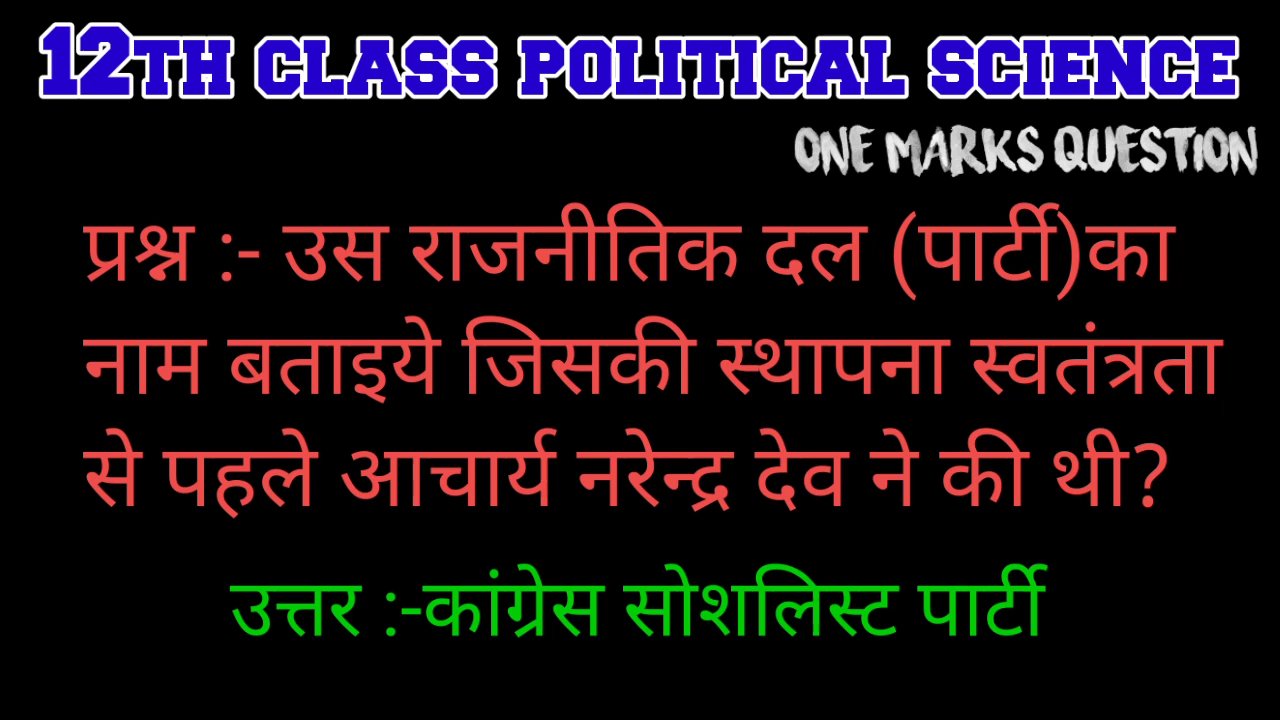 12TH CLASS POLITICAL SCIENCE
ONE MARKS QUESTION
प्रश्न :- उस राजनीतिक दल (पार्टी)का
नाम बताइये जिसकी स्थापना स्वतंत्रता
से पहले आचार्य नरेन्द्र देव ने की थी?
उत्तर :-कांग्रेस सोशलिस्ट पार्टी